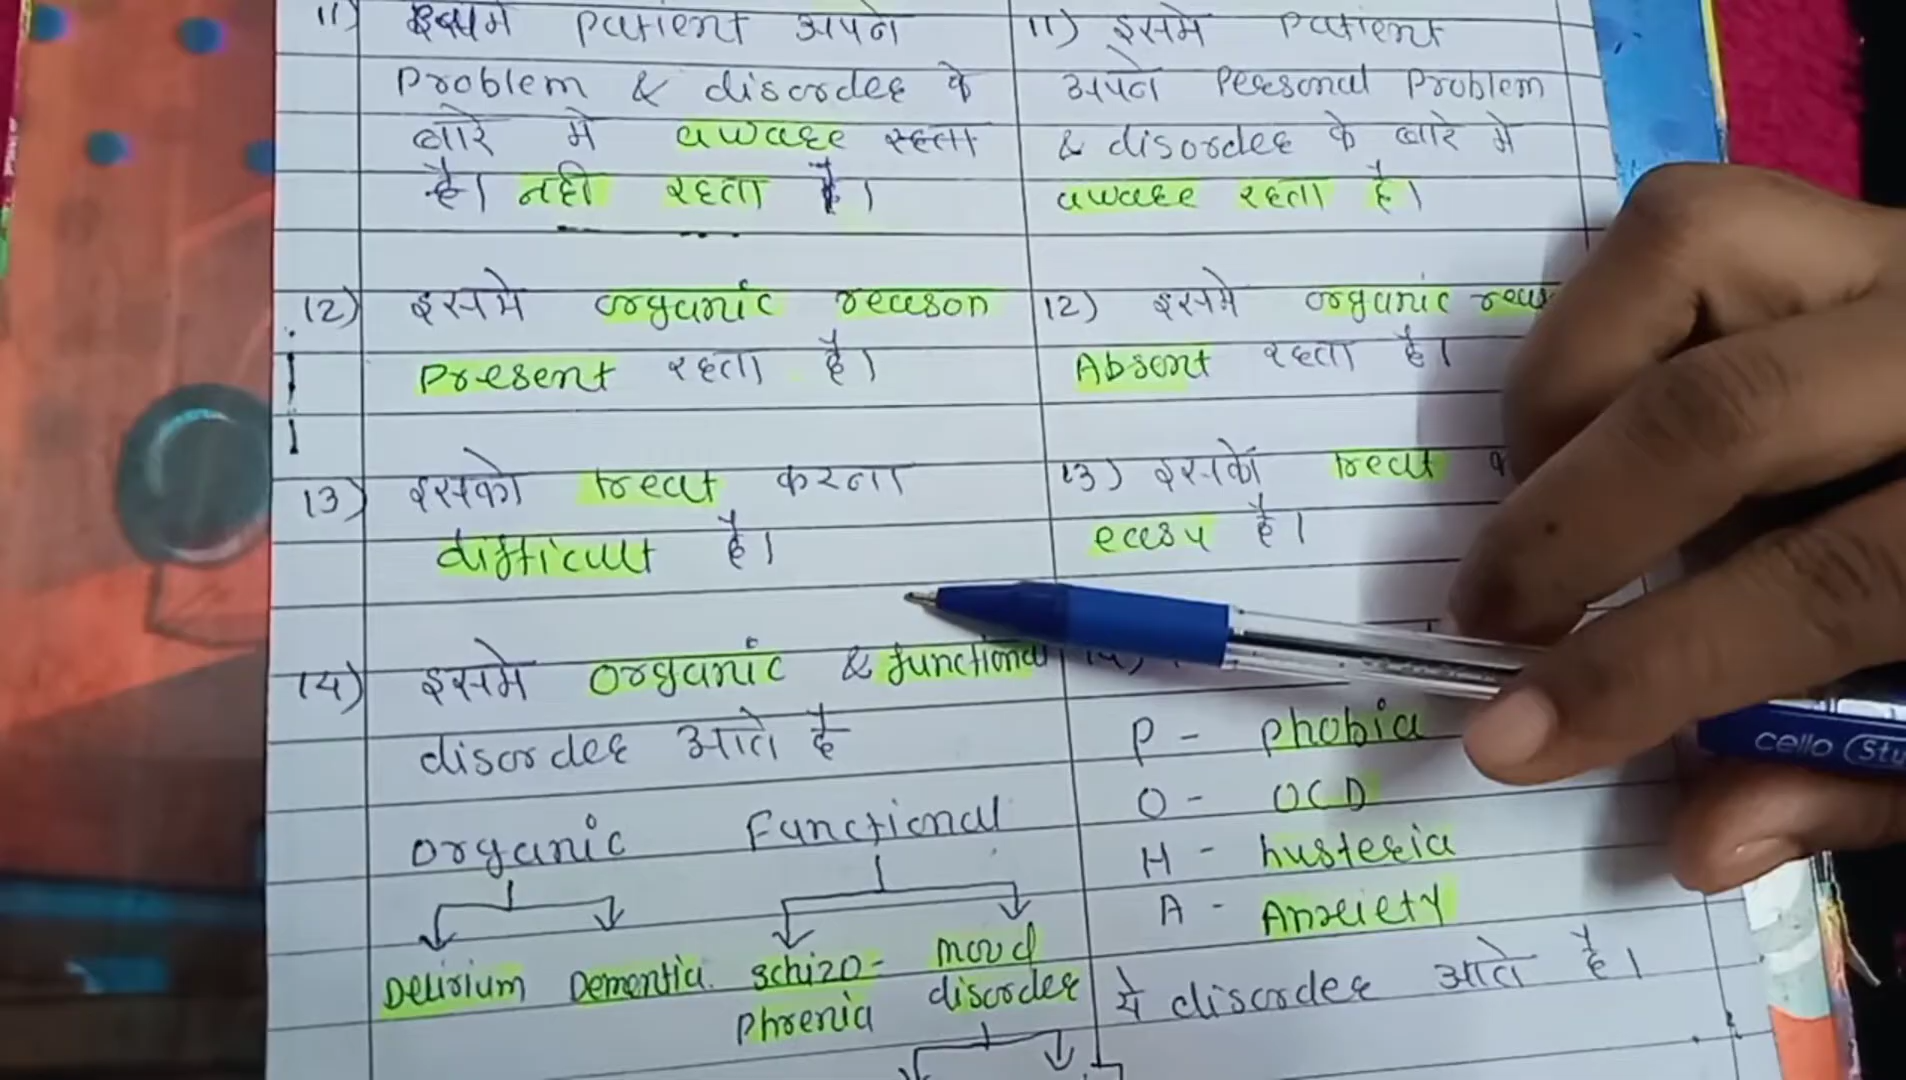 11) इसमे Patient अपने
Problem & disorder के
बारे मे aware रहता
है। नही रहता है।
12) इसमे organic reason
Present रहता है।
13) इसको treat करना
difficult है।
14) इसमे organic & functional
disorder आते है
organic Functional
Delirium Dementia. Schizo- mood
phrenia disorder
11) इसमे Patient
अपने Personal Problem
& disorder के बारे मे
aware रहता है।
12) इसमे organic
Absent रहता है।
13) इसको treat
easy है।
14)
P - Phobia
O - OCD
H - hysteria
A - Anxiety
ये disorder आते है।
cello